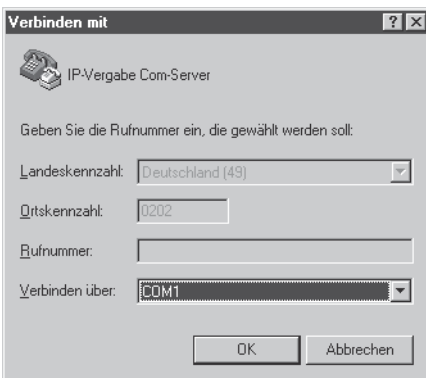 Verbinden mit
IP-Vergabe Com-Server
Geben Sie die Rufnummer ein, die gewählt werden soll:
Landeskennzahl: Deutschland (49)
Ortskennzahl: 0202
Rufnummer:
Verbinden über: COM1
OK Abbrechen